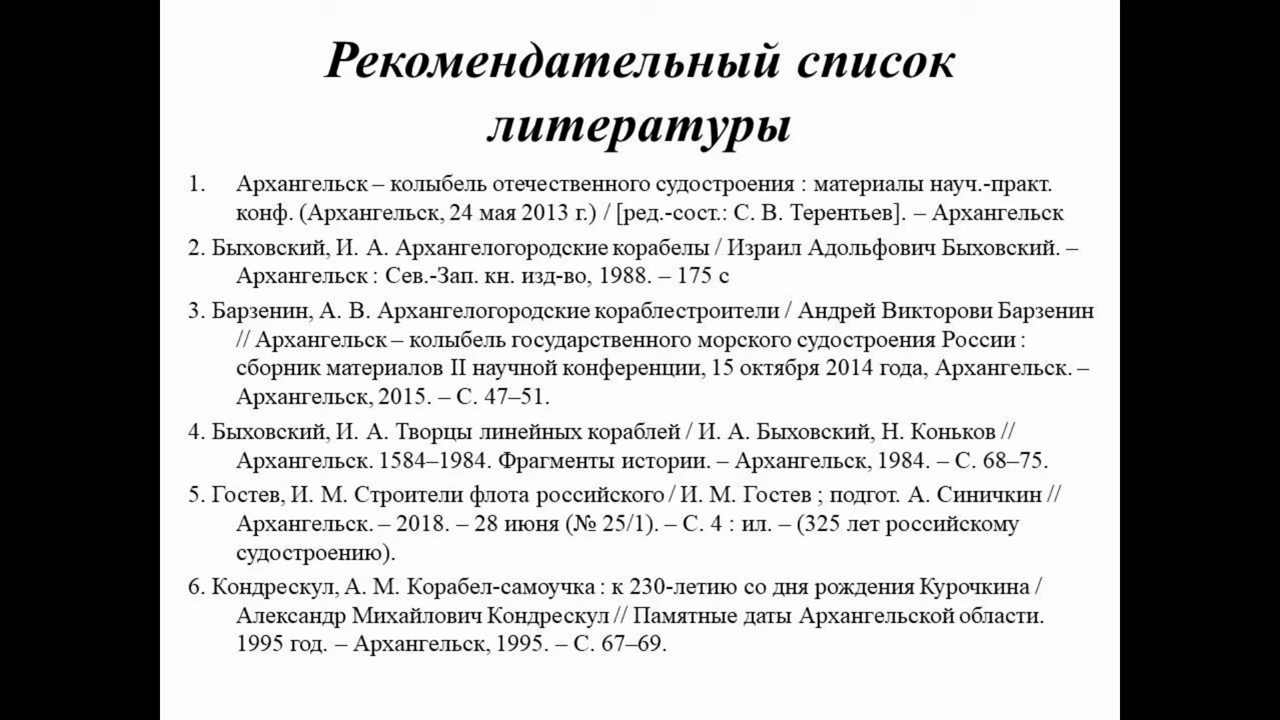 Рекомендательный список
литературы
1. Архангельск – колыбель отечественного судостроения : материалы науч.-практ.
конф. (Архангельск, 24 мая 2013 г.) / [ред.-сост.: С. В. Терентьев]. – Архангельск
2. Быховский, И. А. Архангелогородские корабелы / Израил Адольфович Быховский. –
Архангельск : Сев.-Зап. кн. изд-во, 1988. – 175 с
3. Барзенин, А. В. Архангелогородские кораблестроители / Андрей Викторови Барзенин
// Архангельск – колыбель государственного морского судостроения России :
сборник материалов II научной конференции, 15 октября 2014 года, Архангельск. –
Архангельск, 2015. – С. 47–51.
4. Быховский, И. А. Творцы линейных кораблей / И. А. Быховский, Н. Коньков //
Архангельск. 1584–1984. Фрагменты истории. – Архангельск, 1984. – С. 68–75.
5. Гостев, И. М. Строители флота российского / И. М. Гостев ; подгот. А. Синичкин //
Архангельск. – 2018. – 28 июня (№ 25/1). – С. 4 : ил. – (325 лет российскому
судостроению).
6. Кондрескул, А. М. Корабел-самоучка : к 230-летию со дня рождения Курочкина /
Александр Михайлович Кондрескул // Памятные даты Архангельской области.
1995 год. – Архангельск, 1995. – С. 67–69.